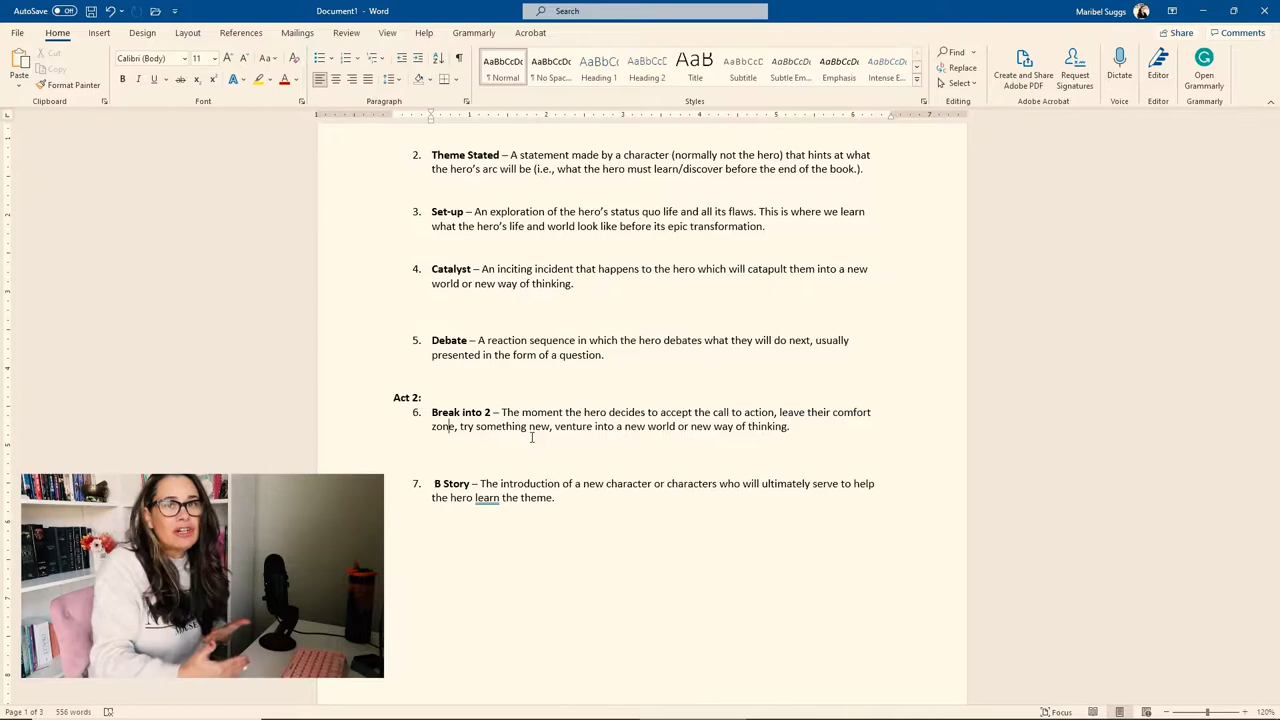 AutoSave Off
Document1 - Word
Search
Maribel Suggs
File Home Insert Draw Design Layout References Mailings Review View Help Grammarly Acrobat
Share Comments
Paste
Cut
Copy
Format Painter
Clipboard
Calibri (Body) 11
Font
Paragraph
AaBbCcDc AaBbCcDc AaBbCc AaBbCcD AaB AaBbCcD AaBbCcDt AaBbCcDt AaBbCcDt
¶ Normal ¶ No Spac... Heading 1 Heading 2 Title Subtitle Subtle Em... Emphasis Intense E...
Styles
Find
Replace
Select
Editing
Create and Share Adobe PDF
Request Signatures
Adobe Acrobat
Dictate
Voice
Editor
Editor
Open Grammarly
Grammarly
2. Theme Stated – A statement made by a character (normally not the hero) that hints at what
the hero's arc will be (i.e., what the hero must learn/discover before the end of the book.).
3. Set-up – An exploration of the hero's status quo life and all its flaws. This is where we learn
what the hero's life and world look like before its epic transformation.
4. Catalyst – An inciting incident that happens to the hero which will catapult them into a new
world or new way of thinking.
5. Debate – A reaction sequence in which the hero debates what they will do next, usually
presented in the form of a question.
Act 2:
6. Break into 2 – The moment the hero decides to accept the call to action, leave their comfort
zone, try something new, venture into a new world or new way of thinking.
7. B Story – The introduction of a new character or characters who will ultimately serve to help
the hero learn the theme.
Page 1 of 3 556 words
Focus
120%